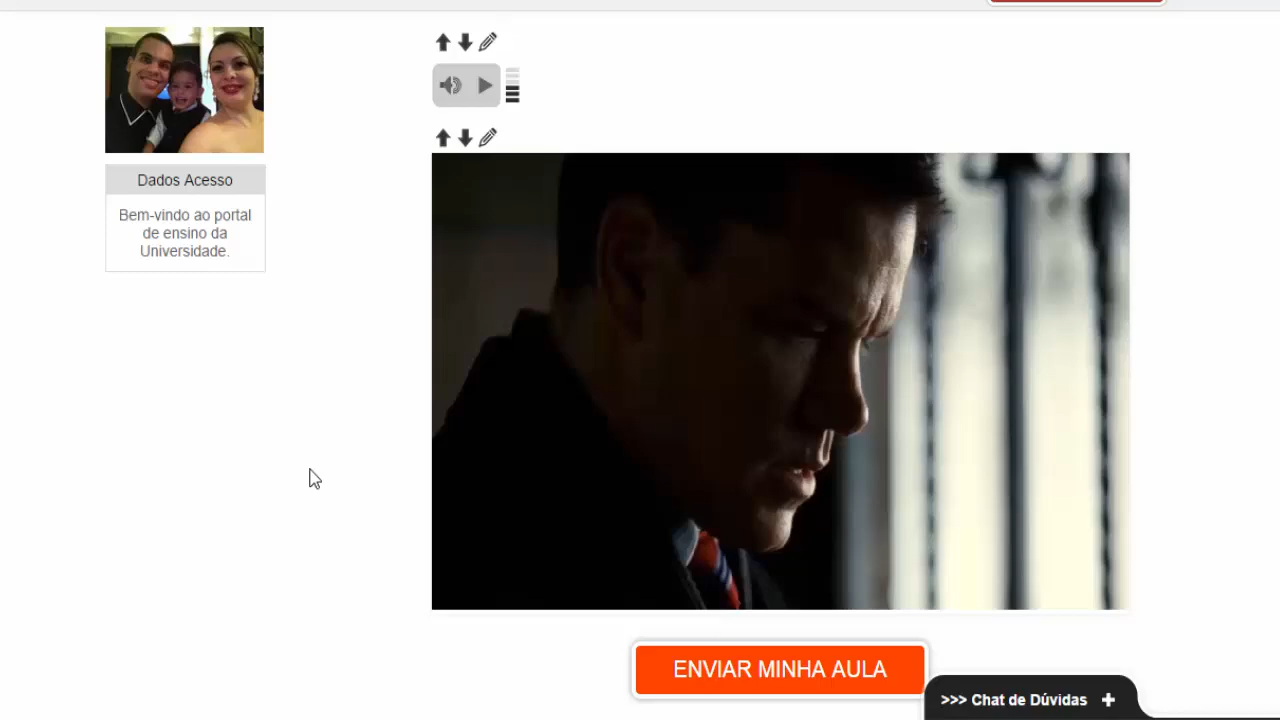 Dados Acesso
Bem-vindo ao portal
de ensino da
Universidade.
ENVIAR MINHA AULA
>>> Chat de Dúvidas +